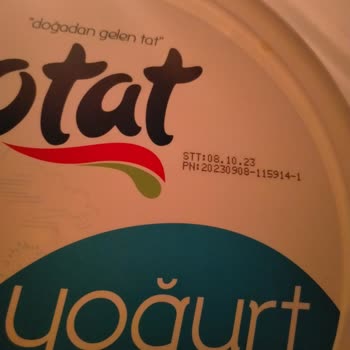 "doğadan gelen tat"
otat
STT:08.10.23
PN:20230908-115914-1
yoğurt